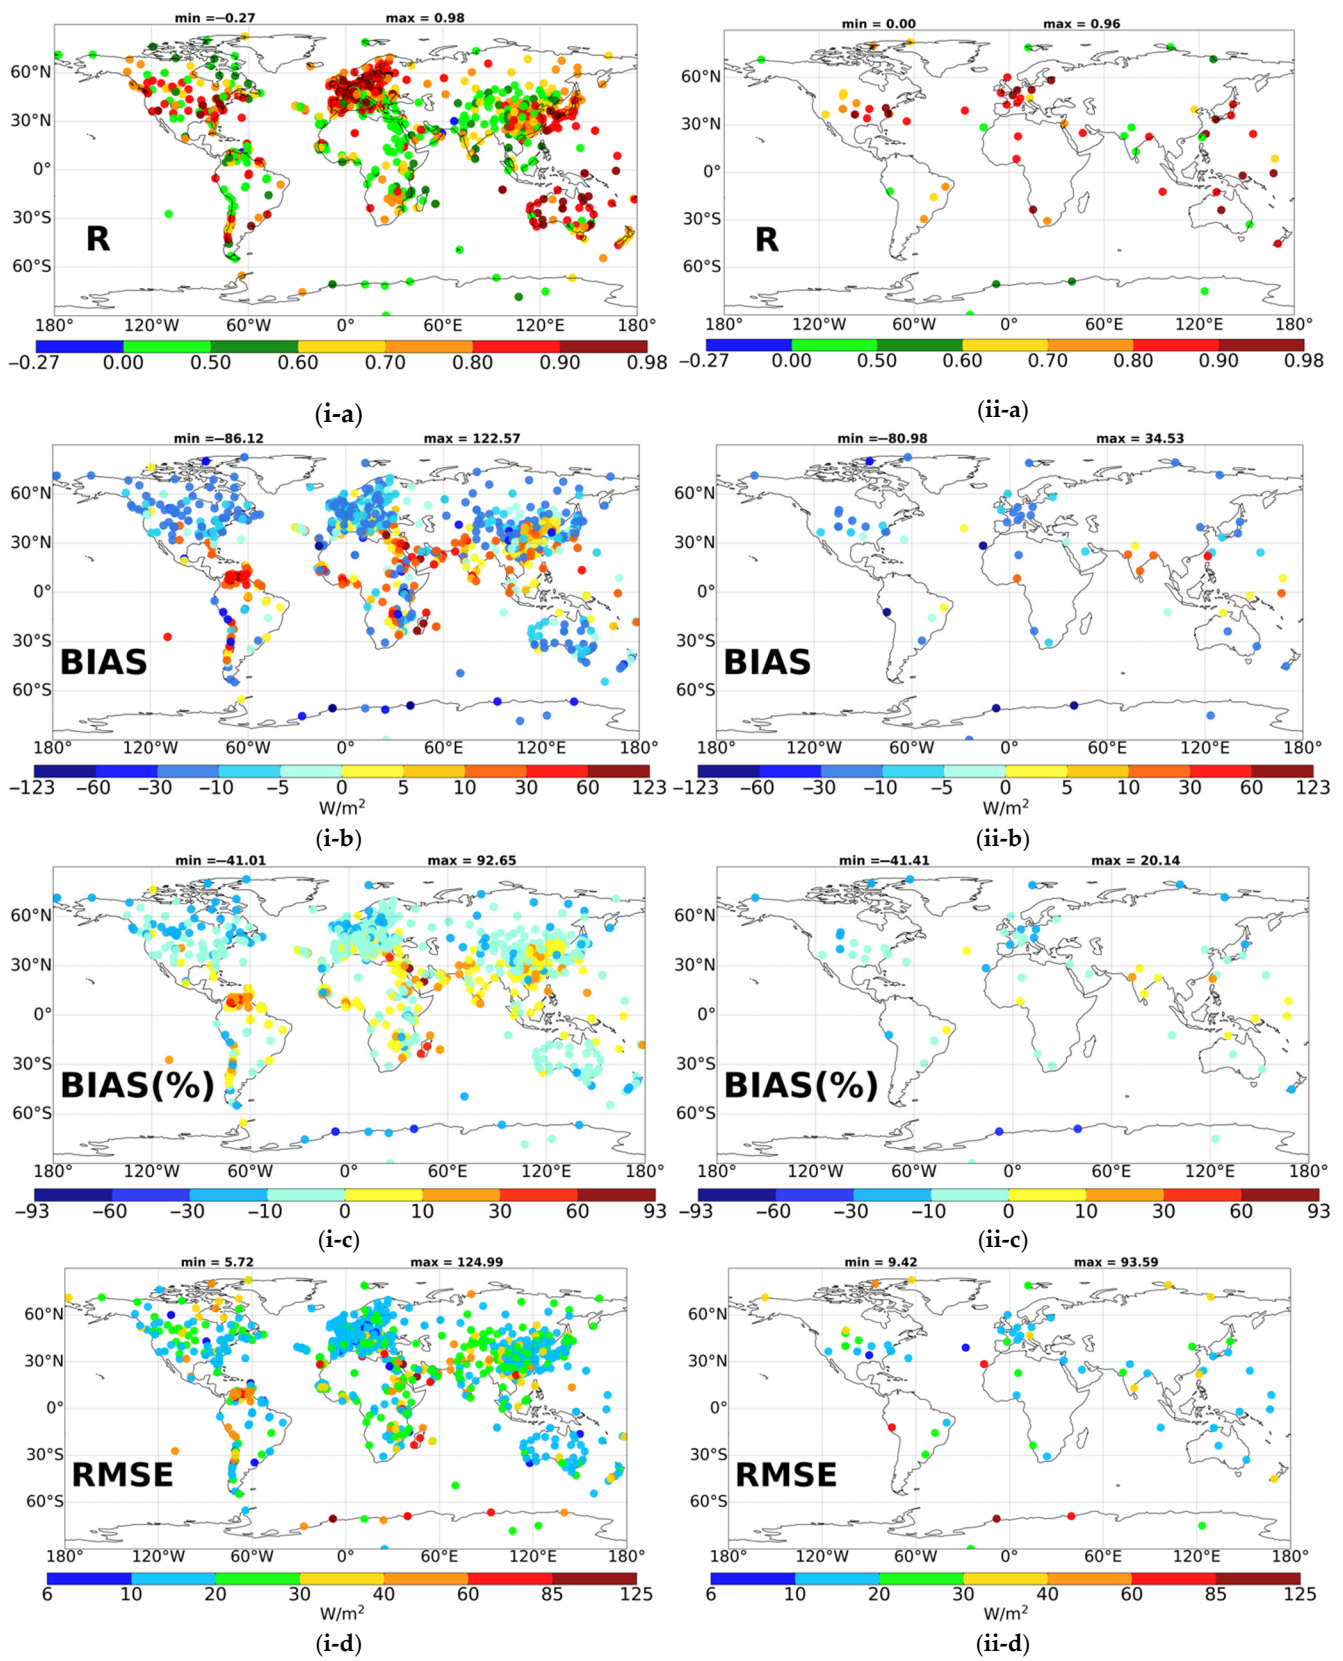 min =−0.27 max = 0.98
60°N
30°N
0°
30°S
60°S
R
180° 120°W 60°W 0° 60°E 120°E 180°
−0.27 0.00 0.50 0.60 0.70 0.80 0.90 0.98
(i-a)
min = 0.00 max = 0.96
60°N
30°N
0°
30°S
60°S
R
180° 120°W 60°W 0° 60°E 120°E 180°
−0.27 0.00 0.50 0.60 0.70 0.80 0.90 0.98
(ii-a)
min =−86.12 max = 122.57
60°N
30°N
0°
30°S
60°S
BIAS
180° 120°W 60°W 0° 60°E 120°E 180°
−123 −60 −30 −10 −5 0 5 10 30 60 123
W/m²
(i-b)
min =−80.98 max = 34.53
60°N
30°N
0°
30°S
60°S
BIAS
180° 120°W 60°W 0° 60°E 120°E 180°
−123 −60 −30 −10 −5 0 5 10 30 60 123
W/m²
(ii-b)
min =−41.01 max = 92.65
60°N
30°N
0°
30°S
60°S
BIAS(%)
180° 120°W 60°W 0° 60°E 120°E 180°
−93 −60 −30 −10 0 10 30 60 93
(i-c)
min =−41.41 max = 20.14
60°N
30°N
0°
30°S
60°S
BIAS(%)
180° 120°W 60°W 0° 60°E 120°E 180°
−93 −60 −30 −10 0 10 30 60 93
(ii-c)
min = 5.72 max = 124.99
60°N
30°N
0°
30°S
60°S
RMSE
180° 120°W 60°W 0° 60°E 120°E 180°
6 10 20 30 40 60 85 125
W/m²
(i-d)
min = 9.42 max = 93.59
60°N
30°N
0°
30°S
60°S
RMSE
180° 120°W 60°W 0° 60°E 120°E 180°
6 10 20 30 40 60 85 125
W/m²
(ii-d)